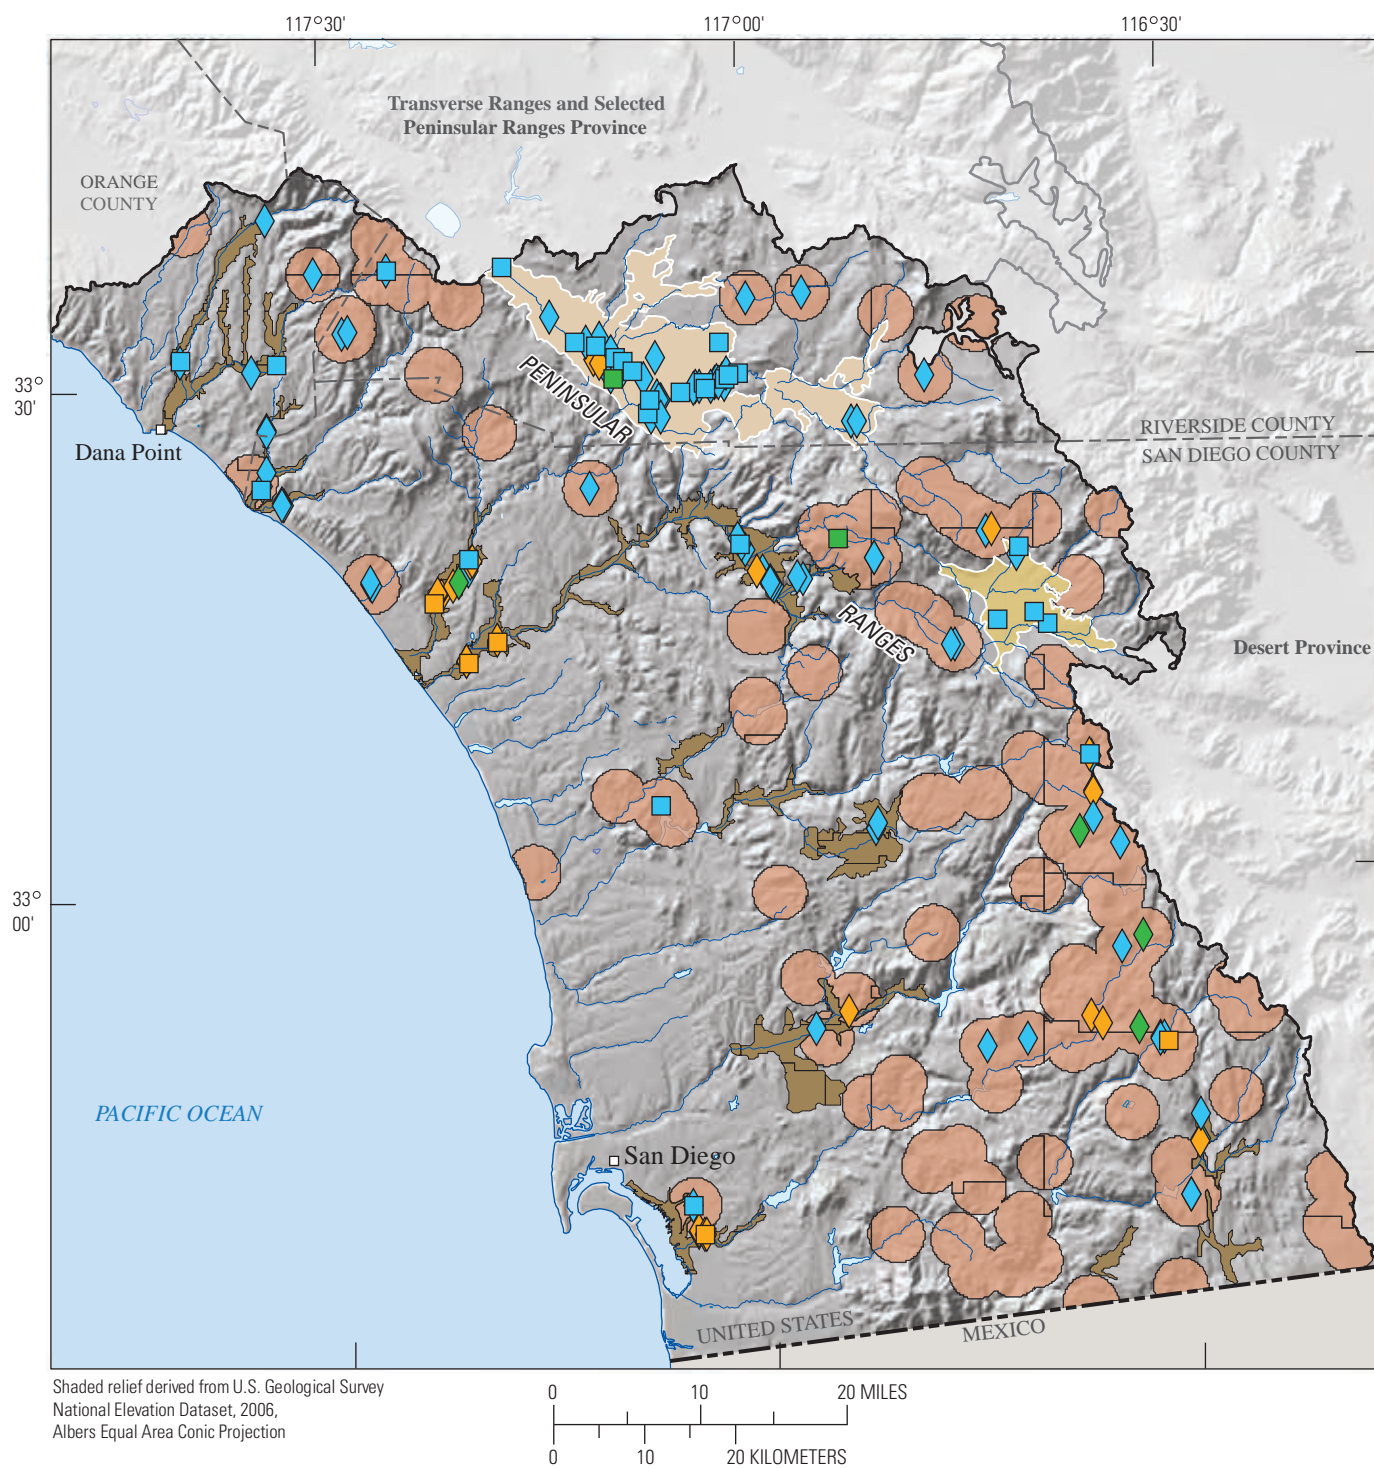 117°30'
117°00'
116°30'
Transverse Ranges and Selected
Peninsular Ranges Province
ORANGE
COUNTY
33°
30'
PENINSULAR
RIVERSIDE COUNTY
SAN DIEGO COUNTY
Dana Point
RANGES
Desert Province
33°
00'
PACIFIC OCEAN
San Diego
UNITED STATES
MEXICO
Shaded relief derived from U.S. Geological Survey
National Elevation Dataset, 2006,
Albers Equal Area Conic Projection
0 10 20 MILES
0 10 20 KILOMETERS